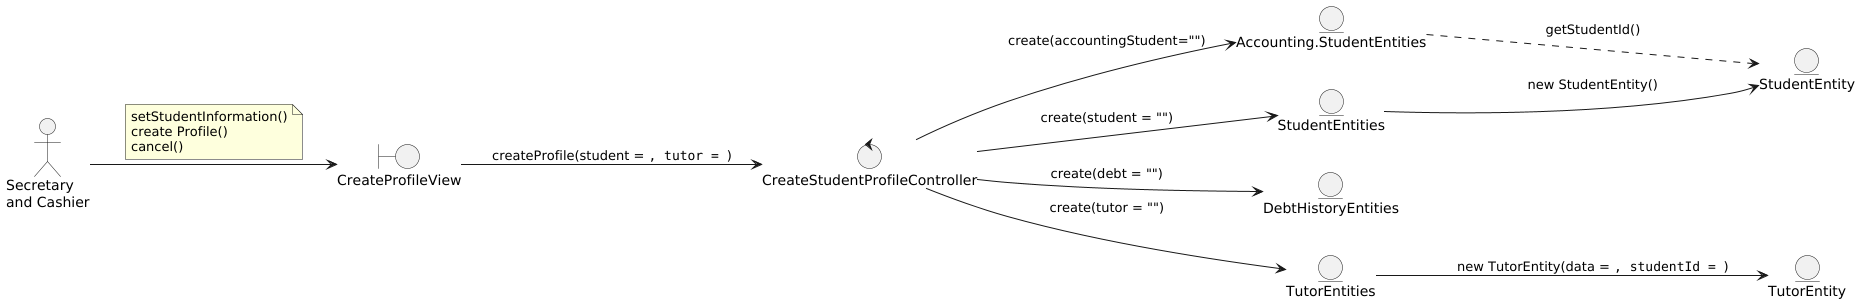 setStudentInformation()
create Profile()
cancel()
Secretary
and Cashier
CreateProfileView
createProfile(student = , tutor = )
CreateStudentProfileController
create(accountingStudent="")
create(student = "")
create(debt = "")
create(tutor = "")
Accounting.StudentEntities
StudentEntities
DebtHistoryEntities
TutorEntities
getStudentId()
new StudentEntity()
new TutorEntity(data = , studentId = )
StudentEntity
TutorEntity